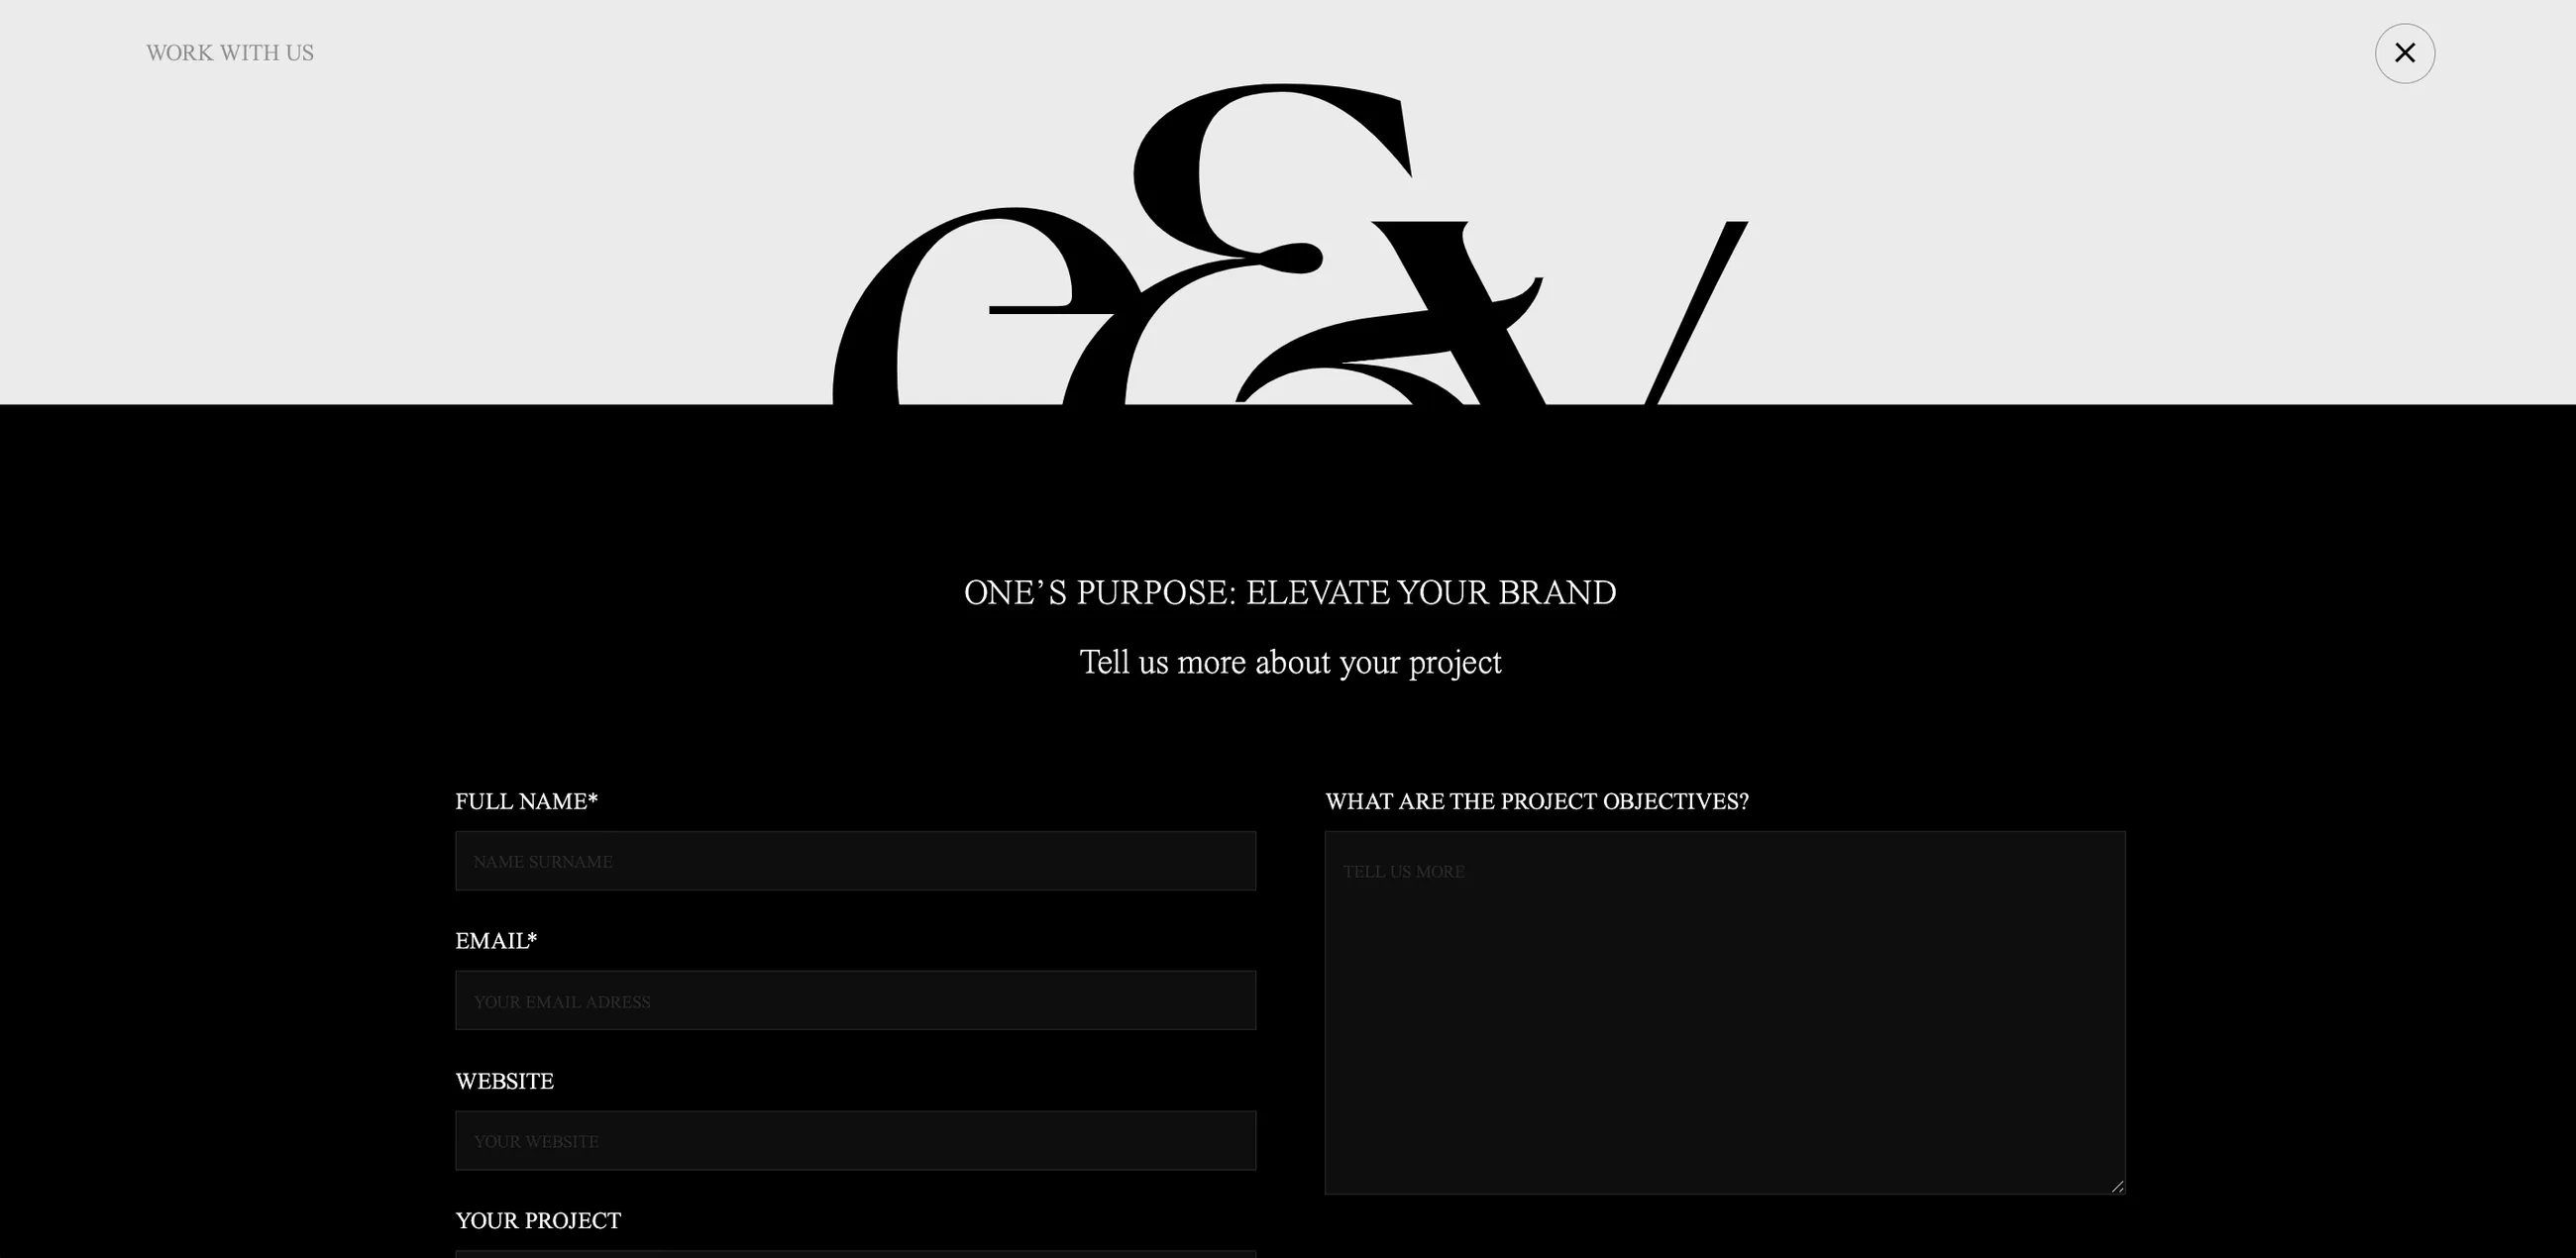 WORK WITH US
ONE’S PURPOSE: ELEVATE YOUR BRAND
Tell us more about your project
FULL NAME*
NAME SURNAME
EMAIL*
YOUR EMAIL ADRESS
WEBSITE
YOUR WEBSITE
YOUR PROJECT
WHAT ARE THE PROJECT OBJECTIVES?
TELL US MORE